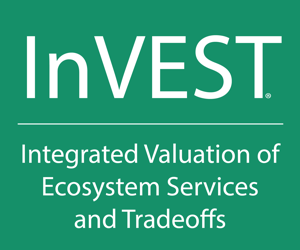 InVEST®
Integrated Valuation of
Ecosystem Services
and Tradeoffs